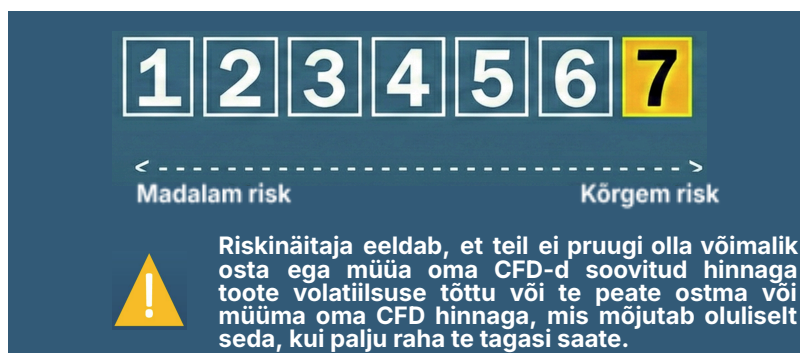 1 2 3 4 5 6 7
Madalam risk Kõrgem risk
Riskinäitaja eeldab, et teil ei pruugi olla võimalik
osta ega müüa oma CFD-d soovitud hinnaga
toote volatiilsuse tõttu või te peate ostma või
müüma oma CFD hinnaga, mis mõjutab oluliselt
seda, kui palju raha te tagasi saate.